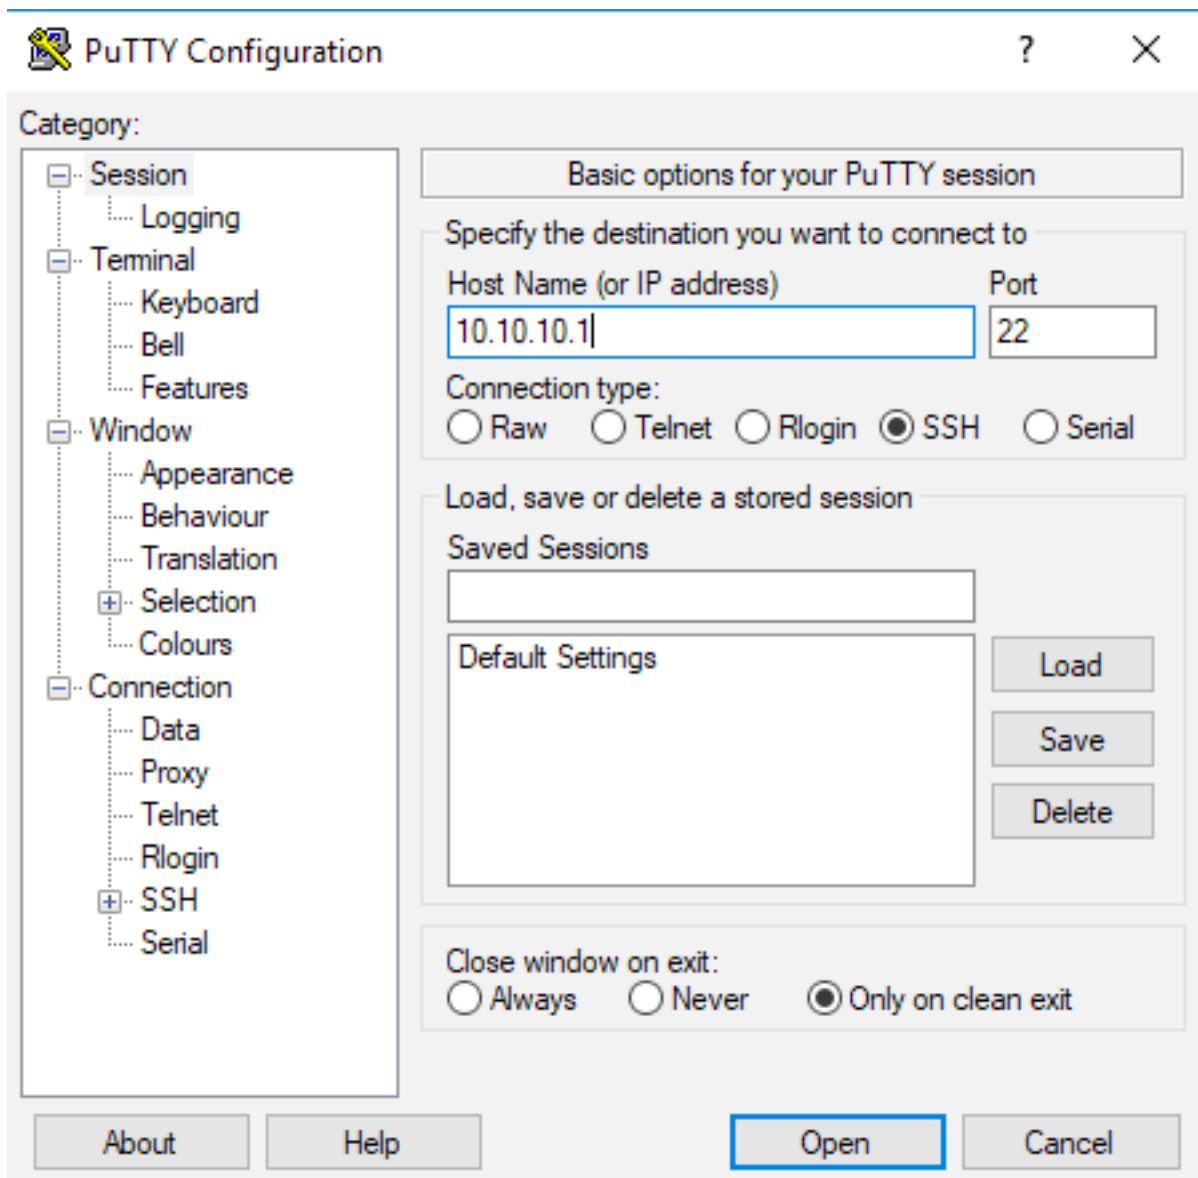 PuTTY Configuration
?
Category:
Session
Logging
Terminal
Keyboard
Bell
Features
Window
Appearance
Behaviour
Translation
Selection
Colours
Connection
Data
Proxy
Telnet
Rlogin
SSH
Serial
Basic options for your PuTTY session
Specify the destination you want to connect to
Host Name (or IP address) Port
10.10.10.1 22
Connection type:
Raw Telnet Rlogin SSH Serial
Load, save or delete a stored session
Saved Sessions
Default Settings
Load
Save
Delete
Close window on exit:
Always Never Only on clean exit
About Help Open Cancel